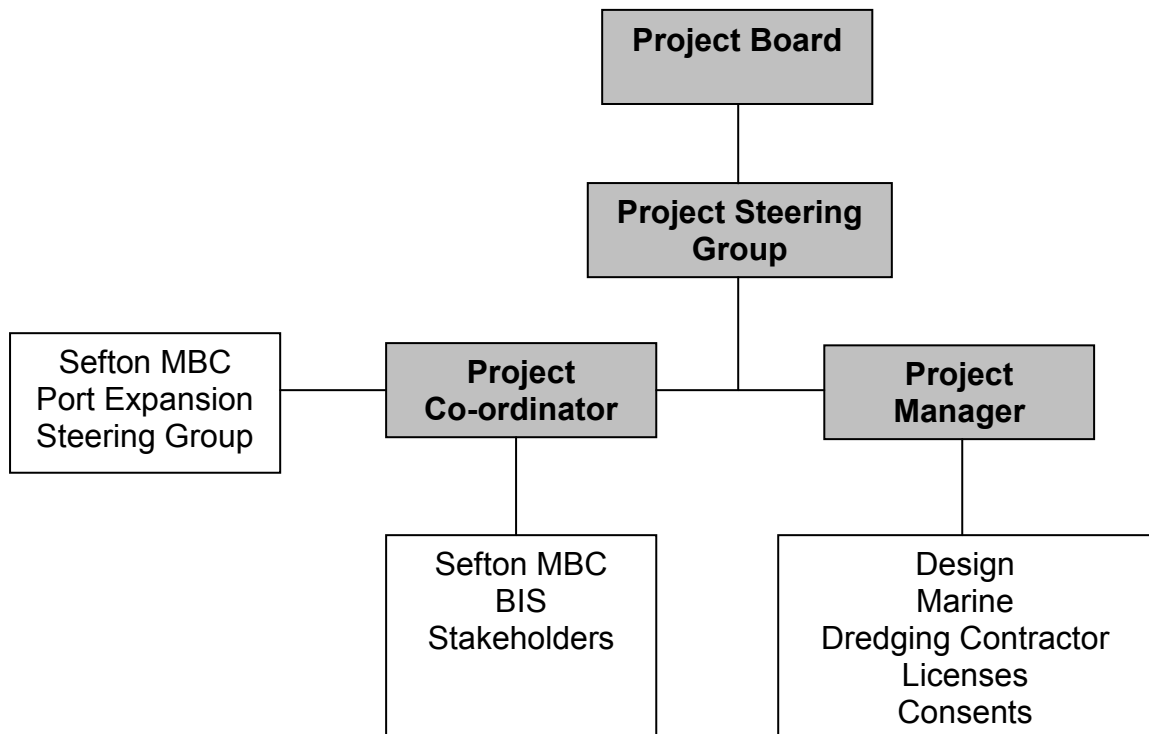 Project Board
Project Steering
Group
Sefton MBC
Port Expansion
Steering Group
Project
Co-ordinator
Project
Manager
Sefton MBC
BIS
Stakeholders
Design
Marine
Dredging Contractor
Licenses
Consents